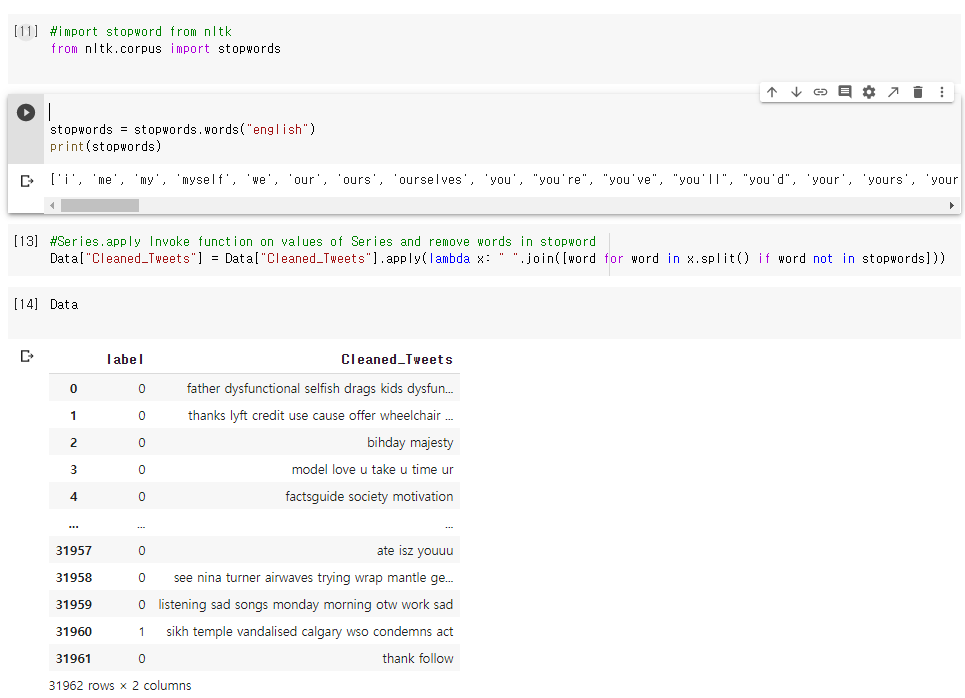 [11] #import stopword from nltk
from nltk.corpus import stopwords
stopwords = stopwords.words("english")
print(stopwords)
['i', 'me', 'my', 'myself', 'we', 'our', 'ours', 'ourselves', 'you', "you're", "you've", "you'll", "you'd", 'your', 'yours', 'your
[13] #Series.apply Invoke function on values of Series and remove words in stopword
Data["Cleaned_Tweets"] = Data["Cleaned_Tweets"].apply(lambda x: " ".join([word for word in x.split() if word not in stopwords]))
[14] Data
label Cleaned_Tweets
0 0 father dysfunctional selfish drags kids dysfun...
1 0 thanks lyft credit use cause offer wheelchair ...
2 0 bihday majesty
3 0 model love u take u time ur
4 0 factsguide society motivation
... ... ...
31957 0 ate isz youuu
31958 0 see nina turner airwaves trying wrap mantle ge...
31959 0 listening sad songs monday morning otw work sad
31960 1 sikh temple vandalised calgary wso condemns act
31961 0 thank follow
31962 rows × 2 columns